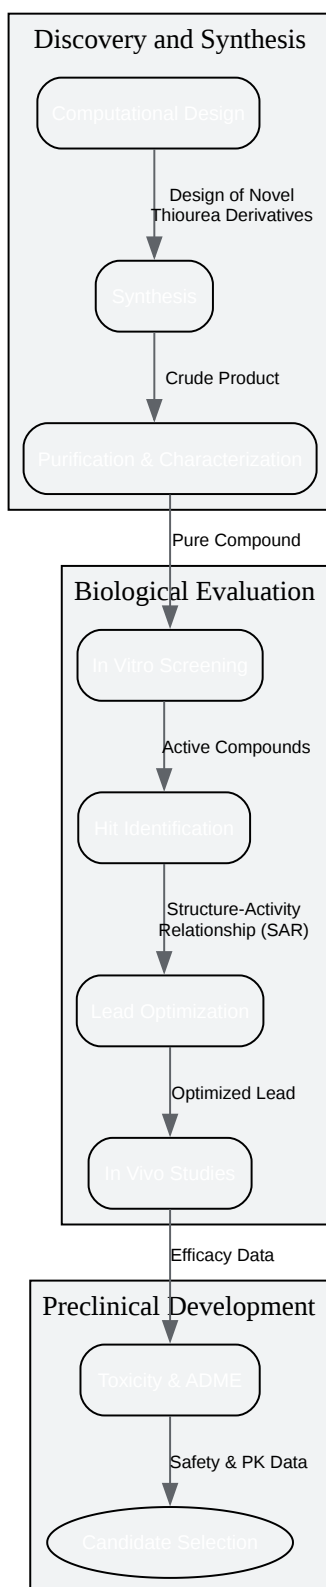 Discovery and Synthesis
Computational Design
Design of Novel
Thiourea Derivatives
Synthesis
Crude Product
Purification & Characterization
Pure Compound
Biological Evaluation
In Vitro Screening
Active Compounds
Hit Identification
Structure-Activity
Relationship (SAR)
Lead Optimization
Optimized Lead
In Vivo Studies
Efficacy Data
Preclinical Development
Toxicity & ADME
Safety & PK Data
Candidate Selection